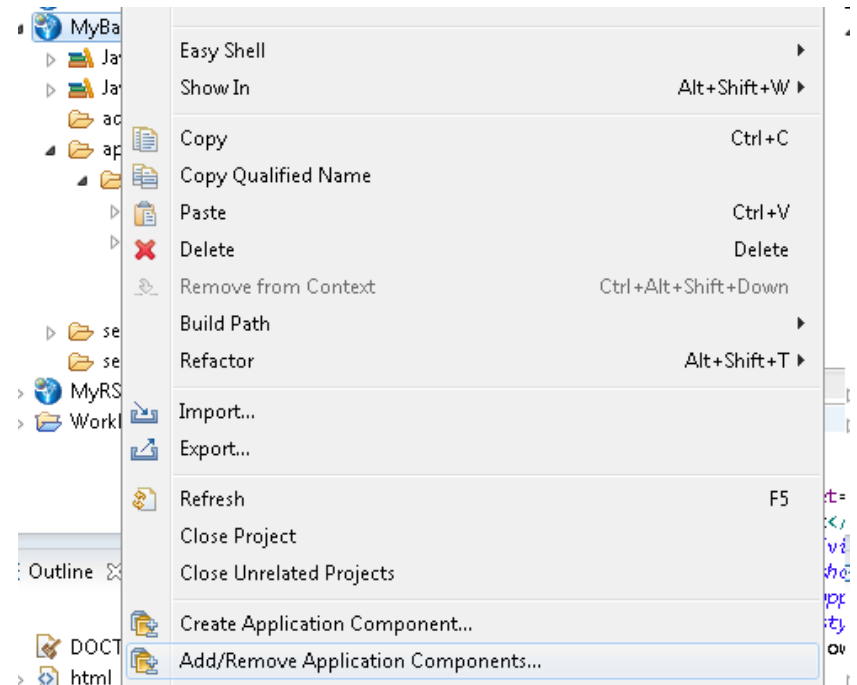 MyBa
Easy Shell
Show In Alt+Shift+W
Copy Ctrl+C
Copy Qualified Name
Paste Ctrl+V
Delete Delete
Remove from Context Ctrl+Alt+Shift+Down
Build Path
Refactor Alt+Shift+T
MyRS
Import...
Export...
Refresh F5
Close Project
Close Unrelated Projects
Outline
Create Application Component...
DOCT
Add/Remove Application Components...
html